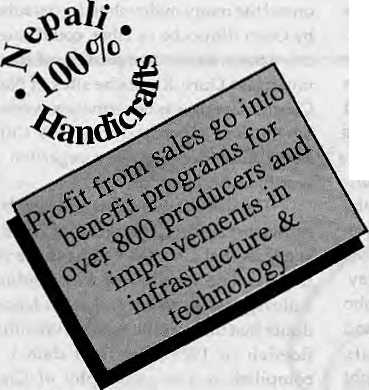 • Nepali •
• 100% •
Handicrafts
Profit from sales go into
benefit programs for
over 800 producers and
improvements in
infrastructure &
technology